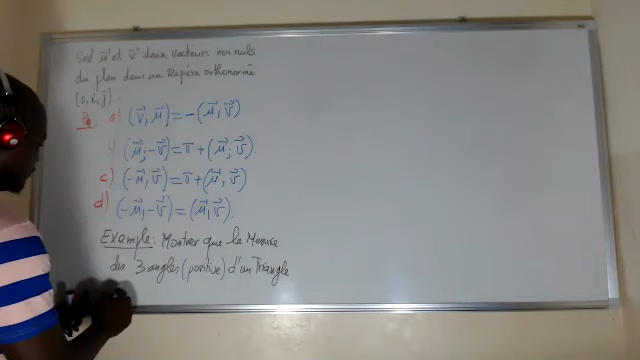 Soit u⃗ et v⃗ deux vecteurs non nuls
du plan dans un Repère orthonormé
(o, i⃗, j⃗).
Pq a) (v⃗, u⃗) = -(u⃗, v⃗)
(u⃗; -v⃗) = π + (u⃗; v⃗)
c) (-u⃗, v⃗) = π + (u⃗, v⃗)
d) (-u⃗, -v⃗) = (u⃗, v⃗).
Exemple: Montrer que la Mesure
des 3 angles (positive) d'un Triangle